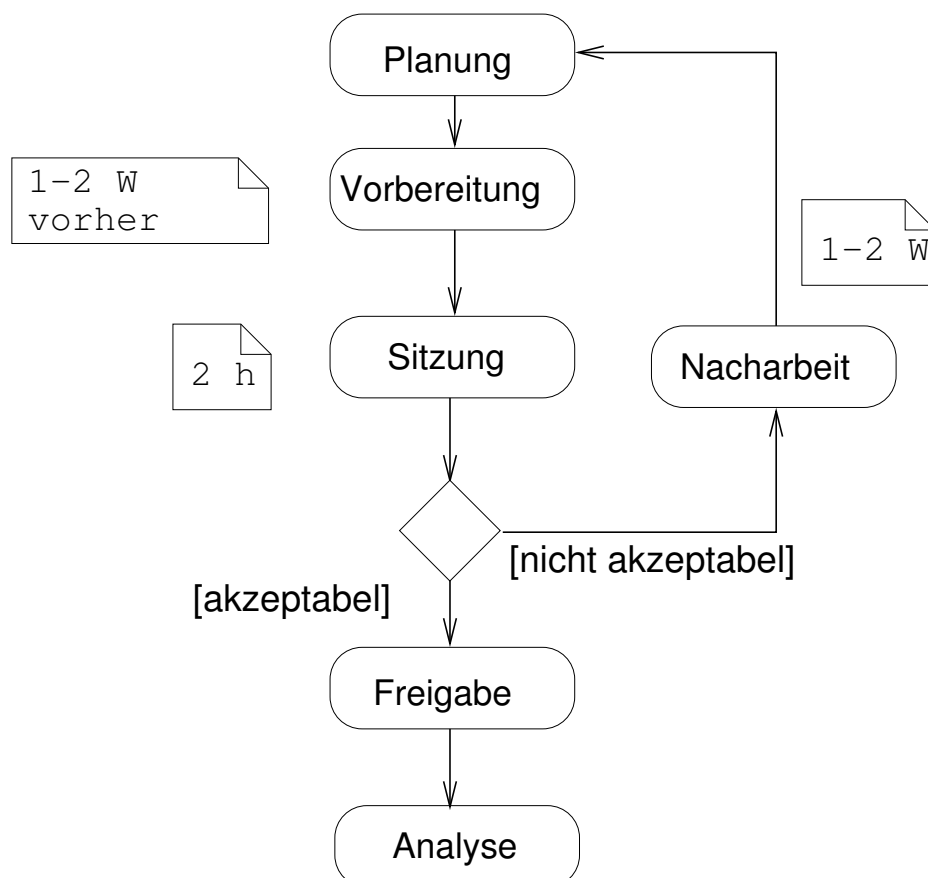 Planung
1-2 W
vorher
Vorbereitung
1-2 W
2 h
Sitzung
Nacharbeit
[nicht akzeptabel]
[akzeptabel]
Freigabe
Analyse